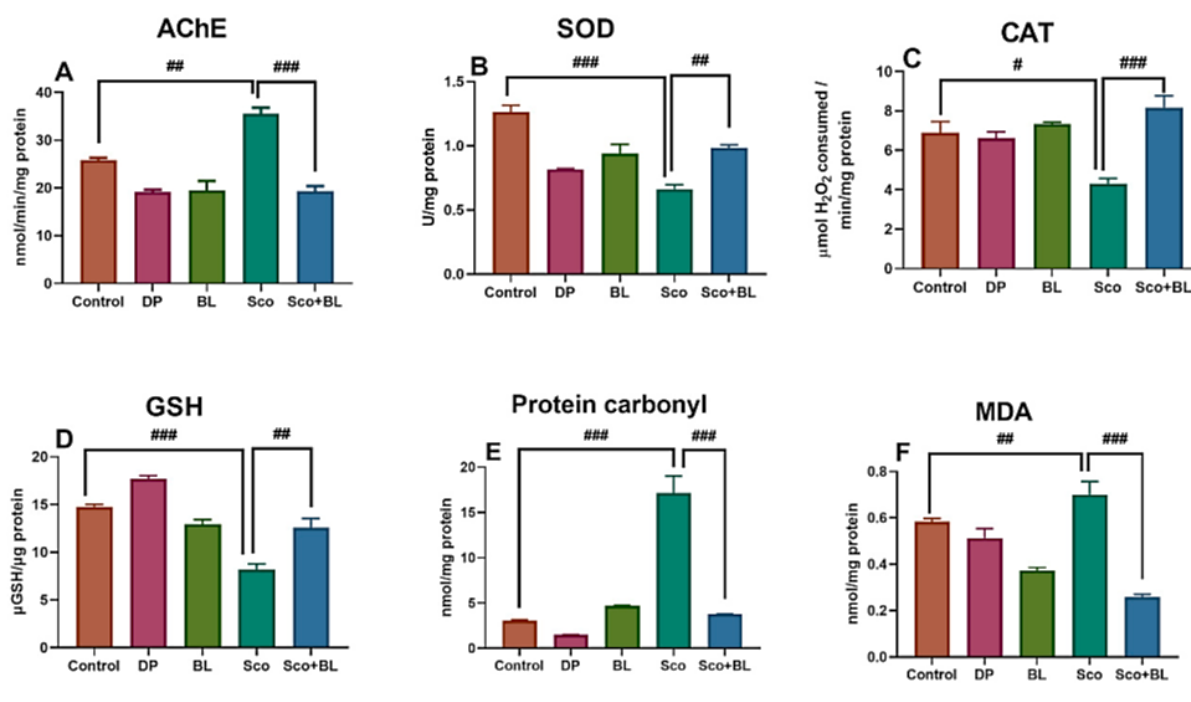 AChE
A
##
###
nmol/min/mg protein
40
30
20
10
0
Control DP BL Sco Sco+BL
SOD
B
###
##
U/mg protein
1.5
1.0
0.5
0.0
Control DP BL Sco Sco+BL
CAT
C
#
###
μmol H₂O₂ consumed /
min/mg protein
10
8
6
4
2
0
Control DP BL Sco Sco+BL
GSH
D
###
##
μGSH/μg protein
20
15
10
5
0
Control DP BL Sco Sco+BL
Protein carbonyl
E
###
###
nmol/mg protein
20
15
10
5
0
Control DP BL Sco Sco+BL
MDA
F
##
###
nmol/mg protein
0.8
0.6
0.4
0.2
0.0
Control DP BL Sco Sco+BL